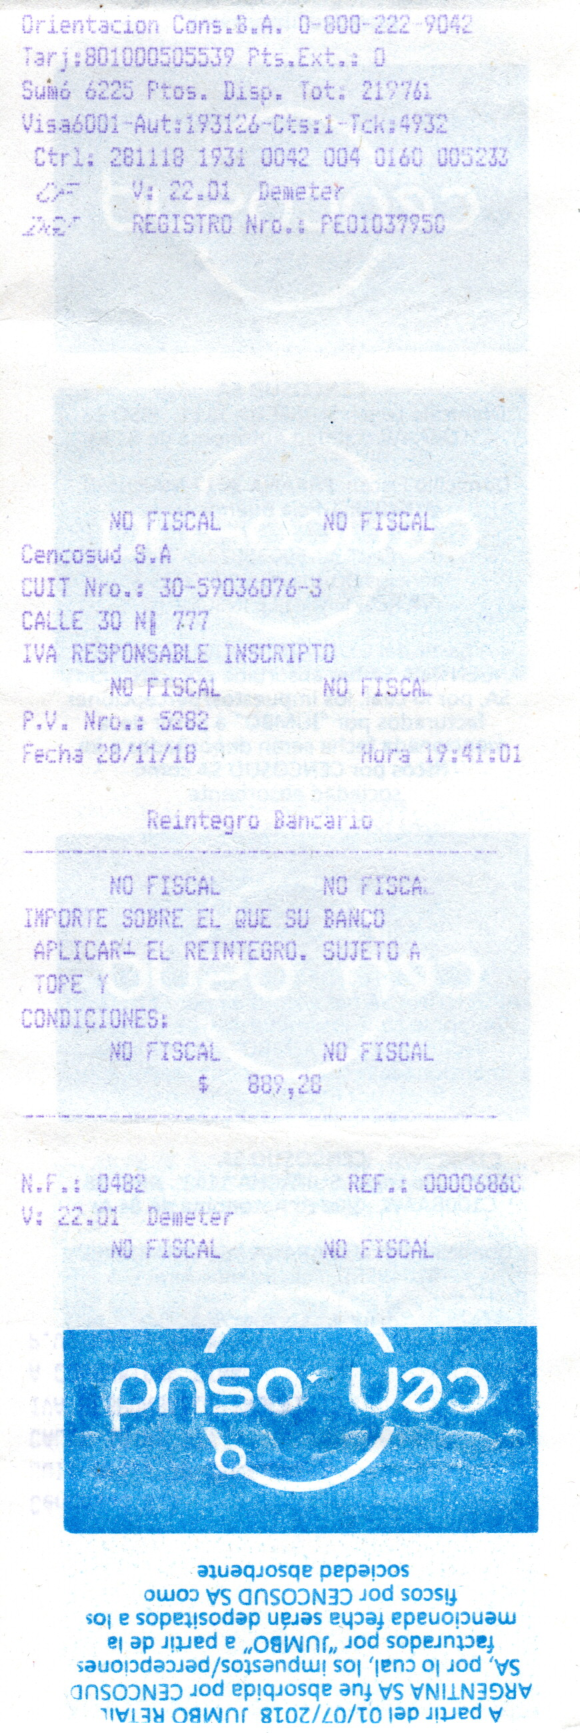 Orientacion Cons.B.A. 0-800-222-9042
Tarj:801000505539 Pts.Ext.: 0
Sumó 6225 Ptos. Disp. Tot: 219761
Visa6001-Aut:193126-Cts:1-Tck:4932
Ctrl: 281118 1931 0042 004 0160 005233
V: 22.01 Demeter
REGISTRO Nro.: PEO1037950
NO FISCAL NO FISCAL
Cencosud S.A
CUIT Nro.: 30-59036076-3
CALLE 30 N¦ 777
IVA RESPONSABLE INSCRIPTO
NO FISCAL NO FISCAL
P.V. Nro.: 5282
Fecha 28/11/18 Hora 19:41:01
Reintegro Bancario
NO FISCAL NO FISCA
IMPORTE SOBRE EL QUE SU BANCO
APLICAR┴ EL REINTEGRO. SUJETO A
TOPE Y
CONDICIONES:
NO FISCAL NO FISCAL
$ 889,28
N.F.: 0482 REF.: 00006860
V: 22.01 Demeter
NO FISCAL NO FISCAL
cencosud
A partir del 01/07/2018 JUMBO RETAIL
ARGENTINA SA fue absorbida por CENCOSUD
SA, por lo cual, los impuestos/percepciones
facturados por "JUMBO" a partir de la
mencionada fecha serán depositados a los
fiscos por CENCOSUD SA como
sociedad absorbente